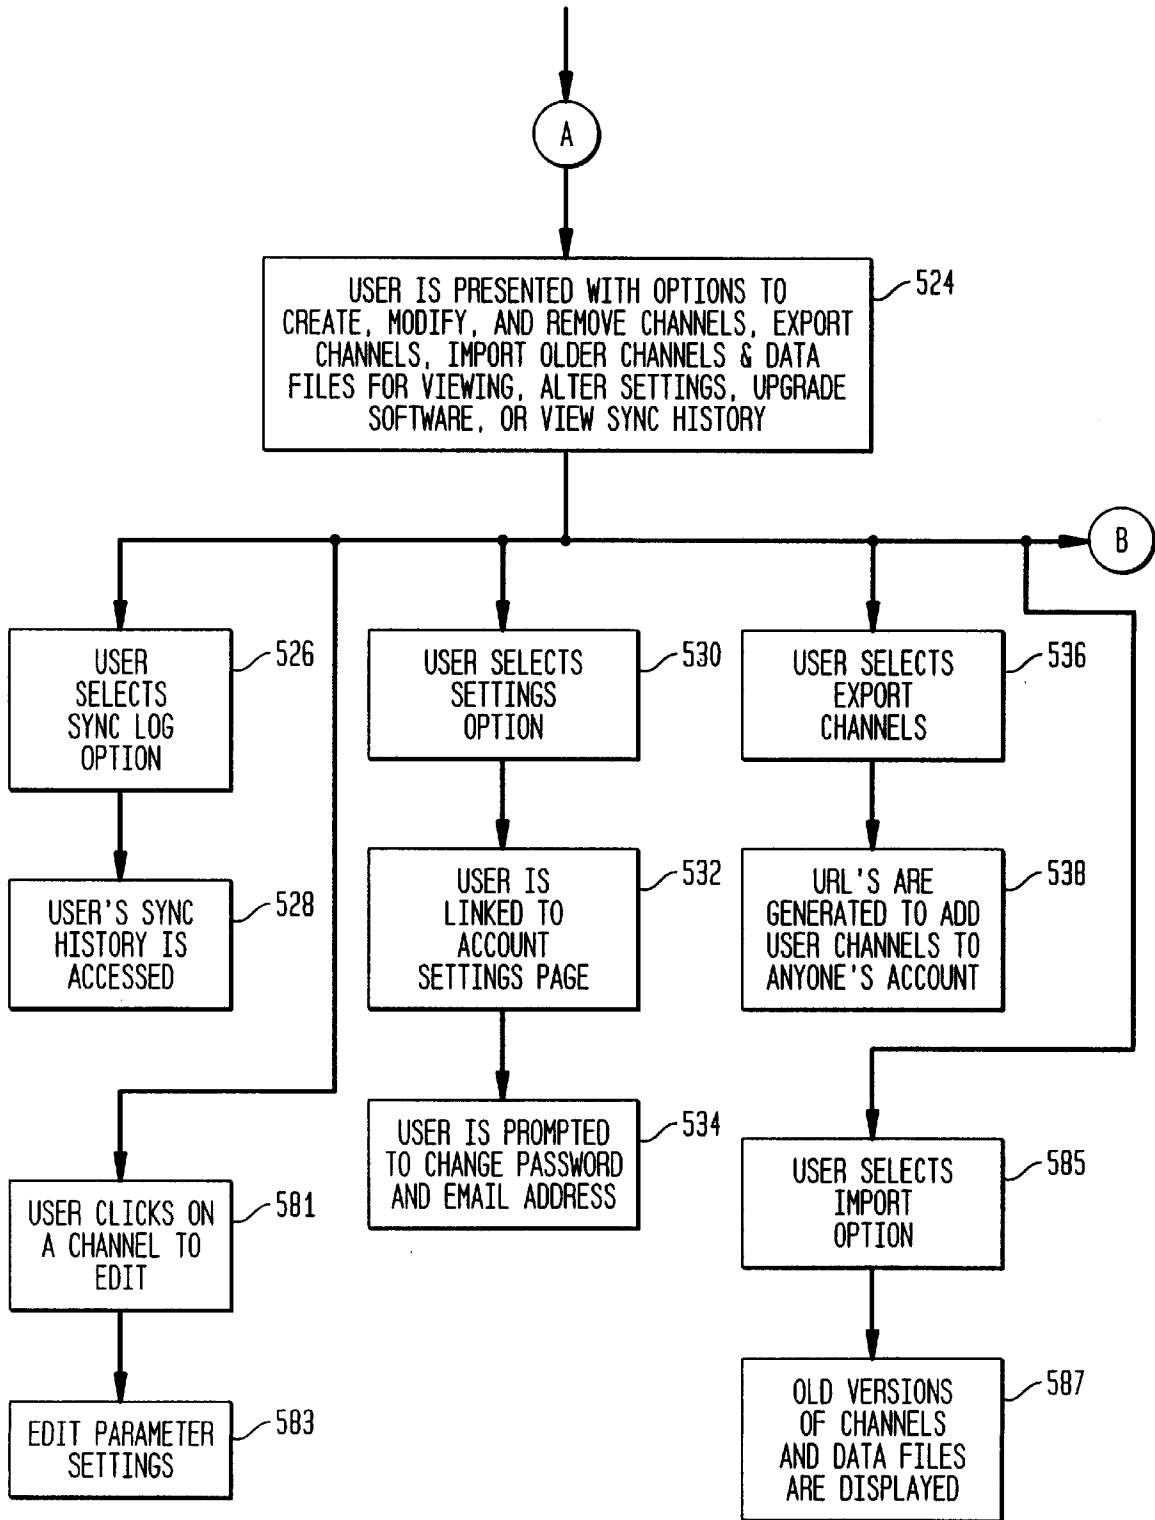 A
USER IS PRESENTED WITH OPTIONS TO
CREATE, MODIFY, AND REMOVE CHANNELS, EXPORT
CHANNELS, IMPORT OLDER CHANNELS & DATA
FILES FOR VIEWING, ALTER SETTINGS, UPGRADE
SOFTWARE, OR VIEW SYNC HISTORY
524
B
USER
SELECTS
SYNC LOG
OPTION
526
USER SELECTS
SETTINGS
OPTION
530
USER SELECTS
EXPORT
CHANNELS
536
USER'S SYNC
HISTORY IS
ACCESSED
528
USER IS
LINKED TO
ACCOUNT
SETTINGS PAGE
532
URL'S ARE
GENERATED TO ADD
USER CHANNELS TO
ANYONE'S ACCOUNT
538
USER IS PROMPTED
TO CHANGE PASSWORD
AND EMAIL ADDRESS
534
USER CLICKS ON
A CHANNEL TO
EDIT
581
USER SELECTS
IMPORT
OPTION
585
EDIT PARAMETER
SETTINGS
583
OLD VERSIONS
OF CHANNELS
AND DATA FILES
ARE DISPLAYED
587